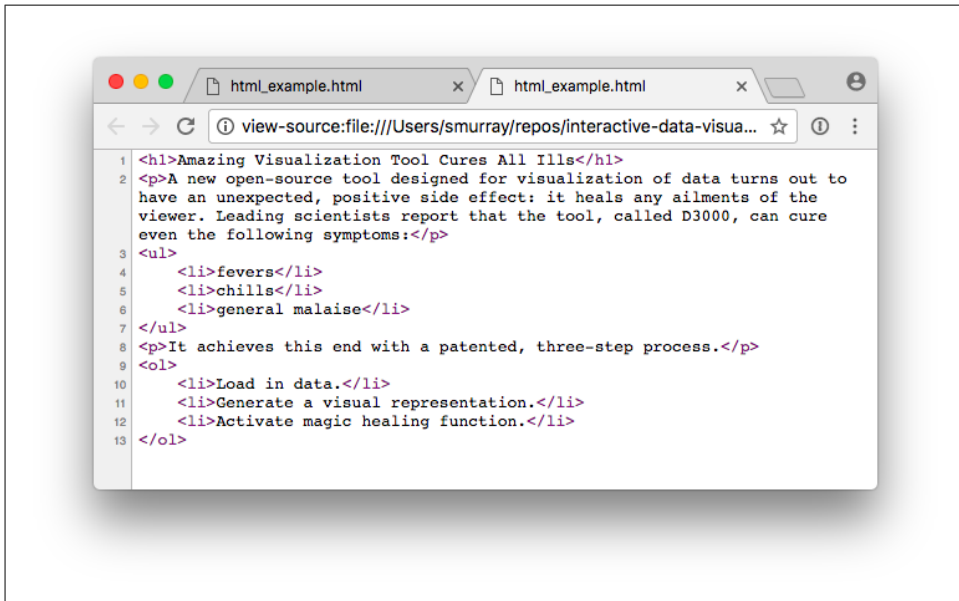 html_example.html html_example.html
view-source:file:///Users/smurray/repos/interactive-data-visua...
1 <h1>Amazing Visualization Tool Cures All Ills</h1>
2 <p>A new open-source tool designed for visualization of data turns out to
have an unexpected, positive side effect: it heals any ailments of the
viewer. Leading scientists report that the tool, called D3000, can cure
even the following symptoms:</p>
3 <ul>
4     <li>fevers</li>
5     <li>chills</li>
6     <li>general malaise</li>
7 </ul>
8 <p>It achieves this end with a patented, three-step process.</p>
9 <ol>
10     <li>Load in data.</li>
11     <li>Generate a visual representation.</li>
12     <li>Activate magic healing function.</li>
13 </ol>